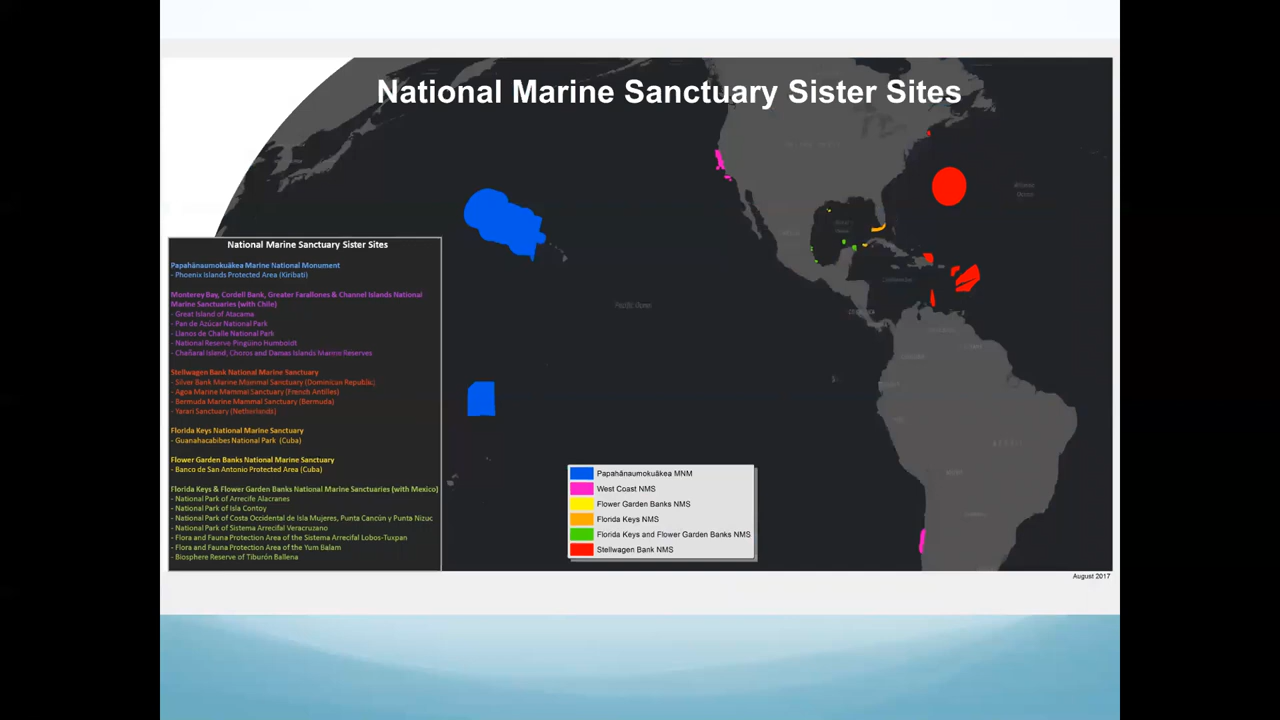 National Marine Sanctuary Sister Sites
National Marine Sanctuary Sister Sites
Papahānaumokuākea Marine National Monument
- Phoenix Islands Protected Area (Kiribati)
Monterey Bay, Cordell Bank, Greater Farallones & Channel Islands National
Marine Sanctuaries (with Chile)
- Great Island of Atacama
- Pan de Azúcar National Park
- Llanos de Challe National Park
- National Reserve Pingüino Humboldt
- Chañaral Island, Choros and Damas Islands Marine Reserves
Stellwagen Bank National Marine Sanctuary
- Silver Bank Marine Mammal Sanctuary (Dominican Republic)
- Agoa Marine Mammal Sanctuary (French Antilles)
- Bermuda Marine Mammal Sanctuary (Bermuda)
- Yarari Sanctuary (Netherlands)
Florida Keys National Marine Sanctuary
- Guanahacabibes National Park (Cuba)
Flower Garden Banks National Marine Sanctuary
- Banco de San Antonio Protected Area (Cuba)
Florida Keys & Flower Garden Banks National Marine Sanctuaries (with Mexico)
- National Park of Arrecife Alacranes
- National Park of Isla Contoy
- National Park of Costa Occidental de Isla Mujeres, Punta Cancún y Punta Nizuc
- National Park of Sistema Arrecifal Veracruzano
- Flora and Fauna Protection Area of the Sistema Arrecifal Lobos-Tuxpan
- Flora and Fauna Protection Area of the Yum Balam
- Biosphere Reserve of Tiburón Ballena
Pacific Ocean
Atlantic
Ocean
Papahānaumokuākea MNM
West Coast NMS
Flower Garden Banks NMS
Florida Keys NMS
Florida Keys and Flower Garden Banks NMS
Stellwagen Bank NMS
August 2017